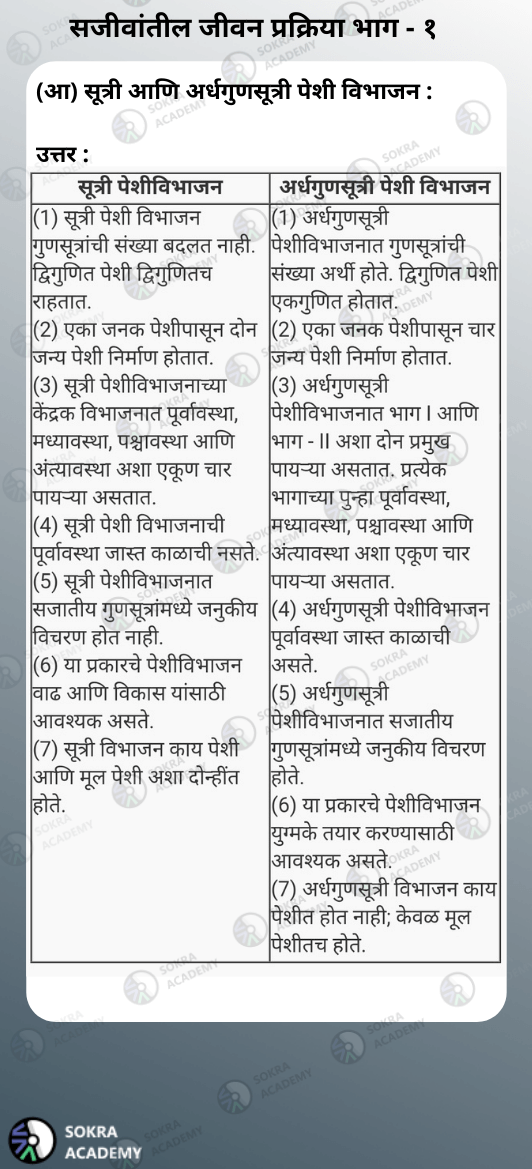 सजीवांतील जीवन प्रक्रिया भाग - १
(आ) सूत्री आणि अर्धगुणसूत्री पेशी विभाजन :
उत्तर :
सूत्री पेशीविभाजन
(1) सूत्री पेशी विभाजन
गुणसूत्रांची संख्या बदलत नाही.
द्विगुणित पेशी द्विगुणितच
राहतात.
(2) एका जनक पेशीपासून दोन
जन्य पेशी निर्माण होतात.
(3) सूत्री पेशीविभाजनाच्या
केंद्रक विभाजनात पूर्वावस्था,
मध्यावस्था, पश्चावस्था आणि
अंत्यावस्था अशा एकूण चार
पायऱ्या असतात.
(4) सूत्री पेशी विभाजनाची
पूर्वावस्था जास्त काळाची नसते.
(5) सूत्री पेशीविभाजनात
सजातीय गुणसूत्रांमध्ये जनुकीय
विचरण होत नाही.
(6) या प्रकारचे पेशीविभाजन
वाढ आणि विकास यांसाठी
आवश्यक असते.
(7) सूत्री विभाजन काय पेशी
आणि मूल पेशी अशा दोन्हींत
होते.
अर्धगुणसूत्री पेशी विभाजन
(1) अर्धगुणसूत्री
पेशीविभाजनात गुणसूत्रांची
संख्या अर्धी होते. द्विगुणित पेशी
एकगुणित होतात.
(2) एका जनक पेशीपासून चार
जन्य पेशी निर्माण होतात.
(3) अर्धगुणसूत्री
पेशीविभाजनात भाग I आणि
भाग - II अशा दोन प्रमुख
पायऱ्या असतात. प्रत्येक
भागाच्या पुन्हा पूर्वावस्था,
मध्यावस्था, पश्चावस्था आणि
अंत्यावस्था अशा एकूण चार
पायऱ्या असतात.
(4) अर्धगुणसूत्री पेशीविभाजन
पूर्वावस्था जास्त काळाची
असते.
(5) अर्धगुणसूत्री
पेशीविभाजनात सजातीय
गुणसूत्रांमध्ये जनुकीय विचरण
होते.
(6) या प्रकारचे पेशीविभाजन
युग्मके तयार करण्यासाठी
आवश्यक असते.
(7) अर्धगुणसूत्री विभाजन काय
पेशीत होत नाही; केवळ मूल
पेशीतच होते.
SOKRA
ACADEMY